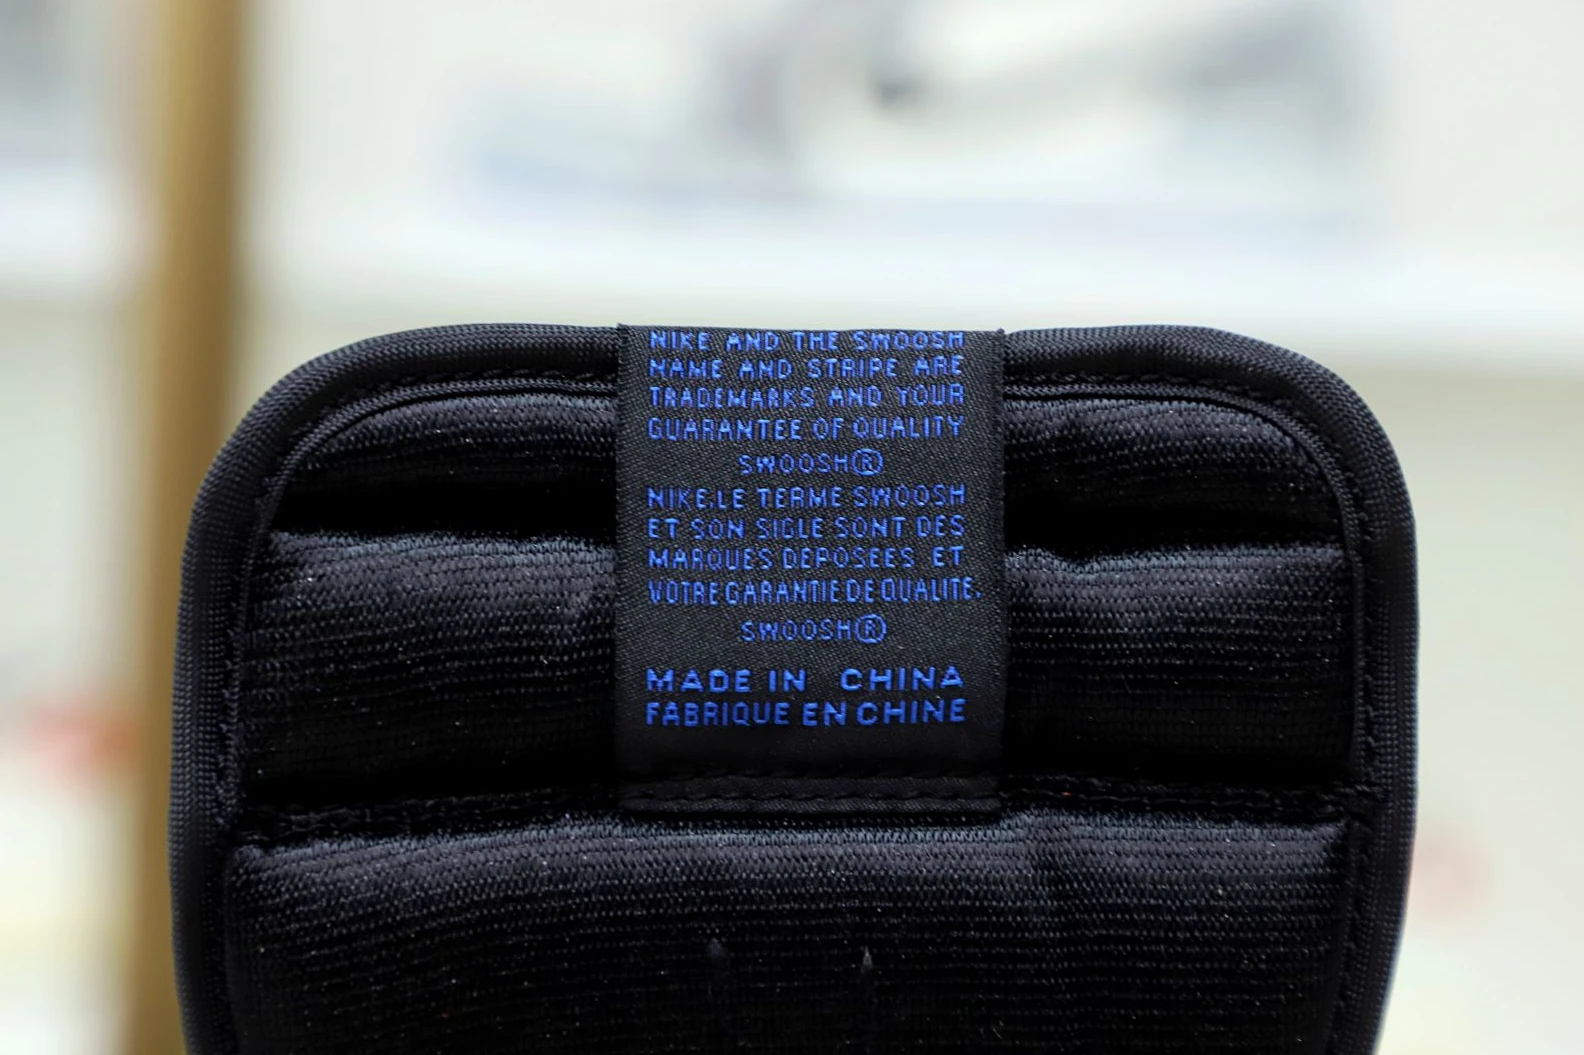 NIKE AND THE SWOOSH
NAME AND STRIPE ARE
TRADEMARKS AND YOUR
GUARANTEE OF QUALITY
SWOOSH®
NIKE,LE TERME SWOOSH
ET SON SIGLE SONT DES
MARQUES DEPOSEES ET
VOTRE GARANTIE DE QUALITE.
SWOOSH®
MADE IN CHINA
FABRIQUE EN CHINE